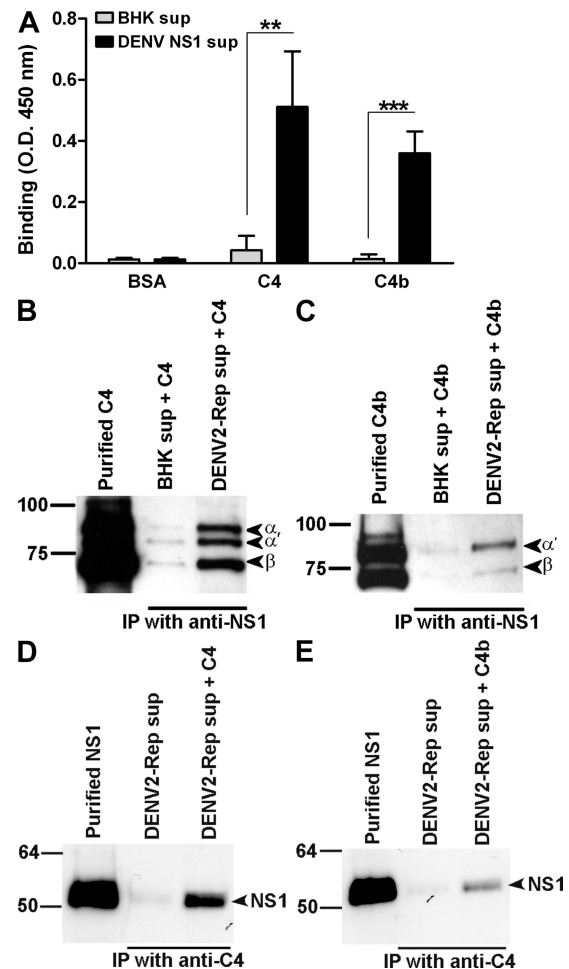 A
BHK sup
DENV NS1 sup
Binding (O.D. 450 nm)
0.8
0.6
0.4
0.2
0.0
**
***
BSA
C4
C4b
B
Purified C4
BHK sup + C4
DENV2-Rep sup + C4
100
75
α
α'
β
IP with anti-NS1
C
Purified C4b
BHK sup + C4b
DENV2-Rep sup + C4b
100
75
α'
β
IP with anti-NS1
D
Purified NS1
DENV2-Rep sup
DENV2-Rep sup + C4
64
50
NS1
IP with anti-C4
E
Purified NS1
DENV2-Rep sup
DENV2-Rep sup + C4b
64
50
NS1
IP with anti-C4